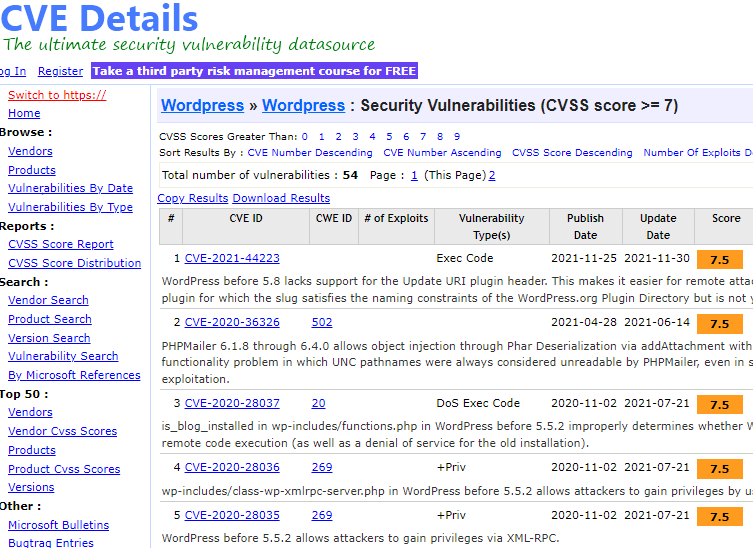 CVE Details
The ultimate security vulnerability datasource
og In Register Take a third party risk management course for FREE
Switch to https://
Home
Browse :
Vendors
Products
Vulnerabilities By Date
Vulnerabilities By Type
Reports :
CVSS Score Report
CVSS Score Distribution
Search :
Vendor Search
Product Search
Version Search
Vulnerability Search
By Microsoft References
Top 50 :
Vendors
Vendor Cvss Scores
Products
Product Cvss Scores
Versions
Other :
Microsoft Bulletins
Bugtraq Entries
Wordpress » Wordpress : Security Vulnerabilities (CVSS score >= 7)
CVSS Scores Greater Than: 0 1 2 3 4 5 6 7 8 9
Sort Results By : CVE Number Descending CVE Number Ascending CVSS Score Descending Number Of Exploits D
Total number of vulnerabilities : 54 Page : 1 (This Page) 2
Copy Results Download Results
# CVE ID CWE ID # of Exploits Vulnerability Type(s) Publish Date Update Date Score
1 CVE-2021-44223 Exec Code 2021-11-25 2021-11-30 7.5
WordPress before 5.8 lacks support for the Update URI plugin header. This makes it easier for remote attac
plugin for which the slug satisfies the naming constraints of the WordPress.org Plugin Directory but is not y
2 CVE-2020-36326 502 2021-04-28 2021-06-14 7.5
PHPMailer 6.1.8 through 6.4.0 allows object injection through Phar Deserialization via addAttachment with
functionality problem in which UNC pathnames were always considered unreadable by PHPMailer, even in s
exploitation.
3 CVE-2020-28037 20 DoS Exec Code 2020-11-02 2021-07-21 7.5
is_blog_installed in wp-includes/functions.php in WordPress before 5.5.2 improperly determines whether W
remote code execution (as well as a denial of service for the old installation).
4 CVE-2020-28036 269 +Priv 2020-11-02 2021-07-21 7.5
wp-includes/class-wp-xmlrpc-server.php in WordPress before 5.5.2 allows attackers to gain privileges by us
5 CVE-2020-28035 269 +Priv 2020-11-02 2021-07-21 7.5
WordPress before 5.5.2 allows attackers to gain privileges via XML-RPC.